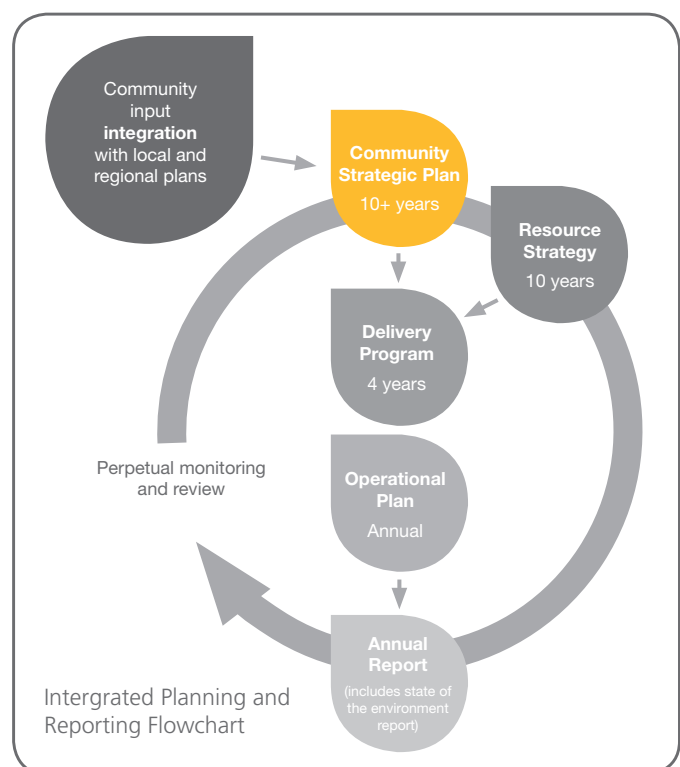 Community
input
integration
with local and
regional plans
Community
Strategic Plan
10+ years
Resource
Strategy
10 years
Delivery
Program
4 years
Perpetual monitoring
and review
Operational
Plan
Annual
Annual
Report
(includes state of
the environment
report)
Intergrated Planning and
Reporting Flowchart